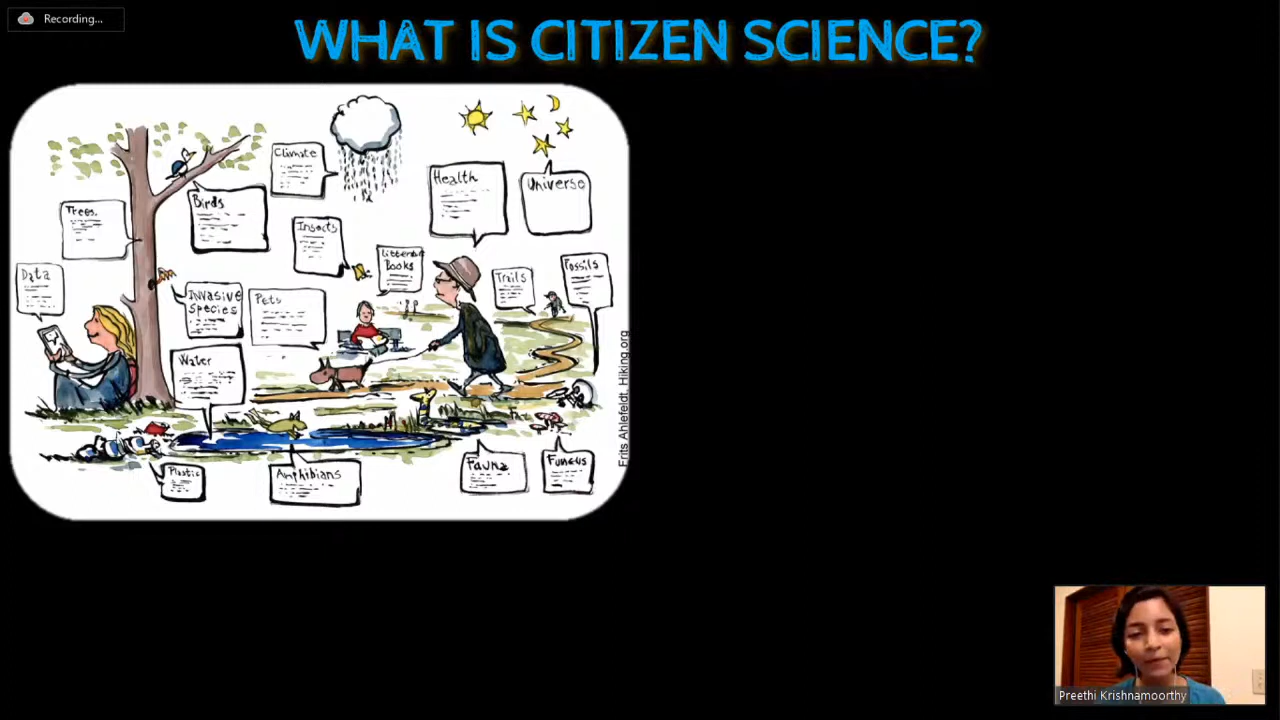 Recording...
WHAT IS CITIZEN SCIENCE?
Climate
Health
Universe
Trees
Birds
Insects
Books
Trails
Fossils
Data
Invasive
Species
Pets
Water
Frits Ahlefeldt, Hiking.org
Plastic
Amphibians
Fauna
Fungus
Preethi Krishnamoorthy